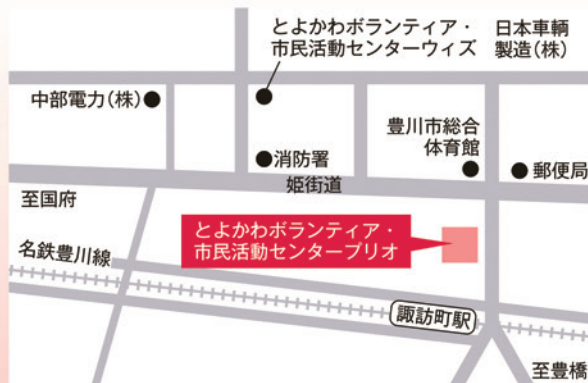 とよかわボランティア・
市民活動センターウィズ
日本車輌
製造(株)
中部電力(株)
豊川市総合
体育館
消防署
郵便局
姫街道
至国府
とよかわボランティア・
市民活動センタープリオ
名鉄豊川線
諏訪町駅
至豊橋